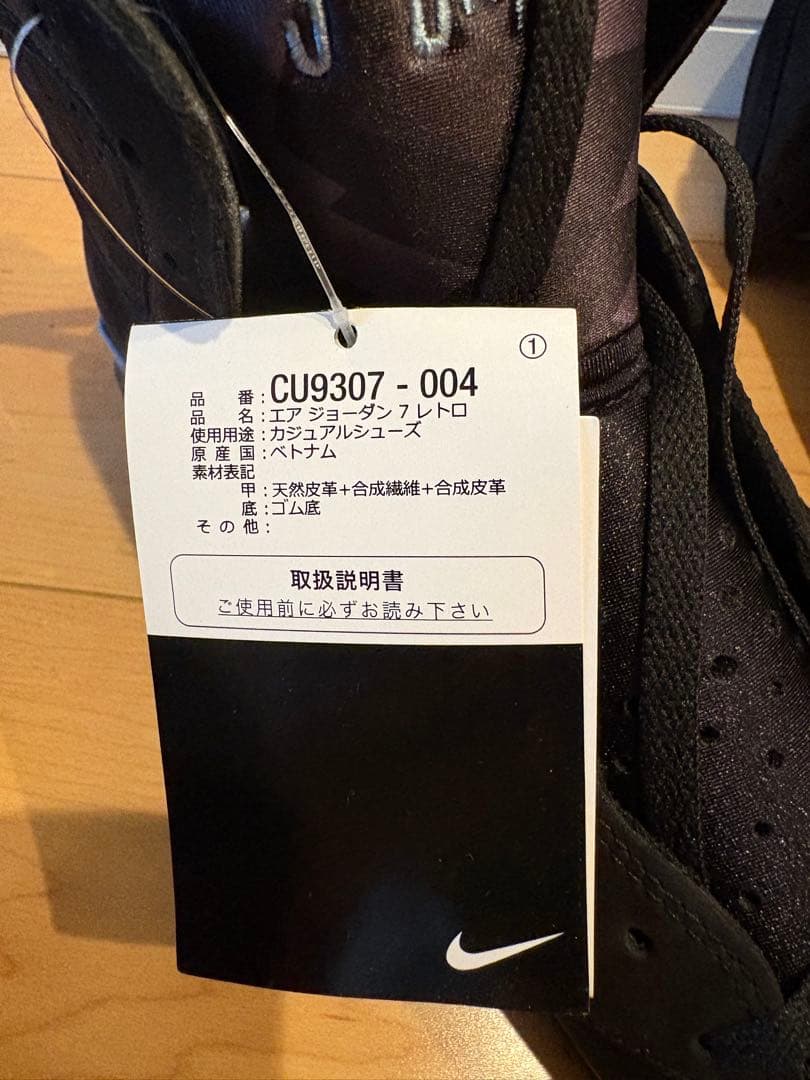 ①
品 番:CU9307 - 004
品 名:エア ジョーダン 7 レトロ
使用用途:カジュアルシューズ
原 産 国:ベトナム
素材表記
甲:天然皮革+合成繊維+合成皮革
底:ゴム底
そ の 他:
取扱説明書
ご使用前に必ずお読み下さい